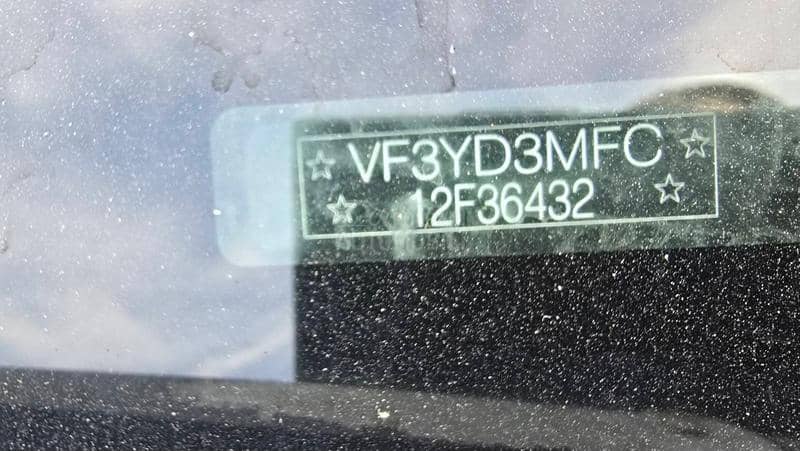 ☆ VF3YD3MFC ☆
☆ 12F36432 ☆